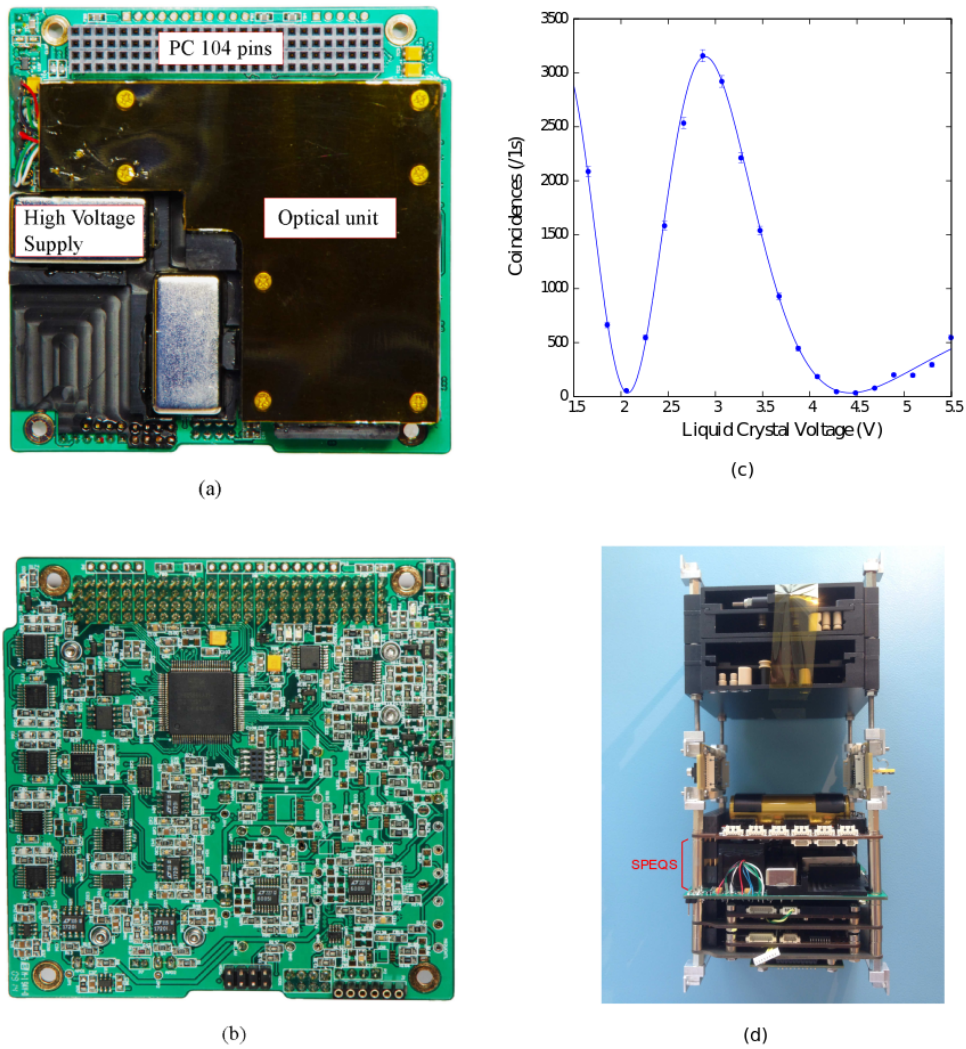 PC 104 pins
High Voltage
Supply
Optical unit
(a)
3500
3000
2500
2000
1500
1000
500
0
1.5
2
2.5
3
3.5
4
4.5
5
5.5
Coincidences (/1s)
Liquid Crystal Voltage (V)
(c)
(b)
SPEQS
(d)